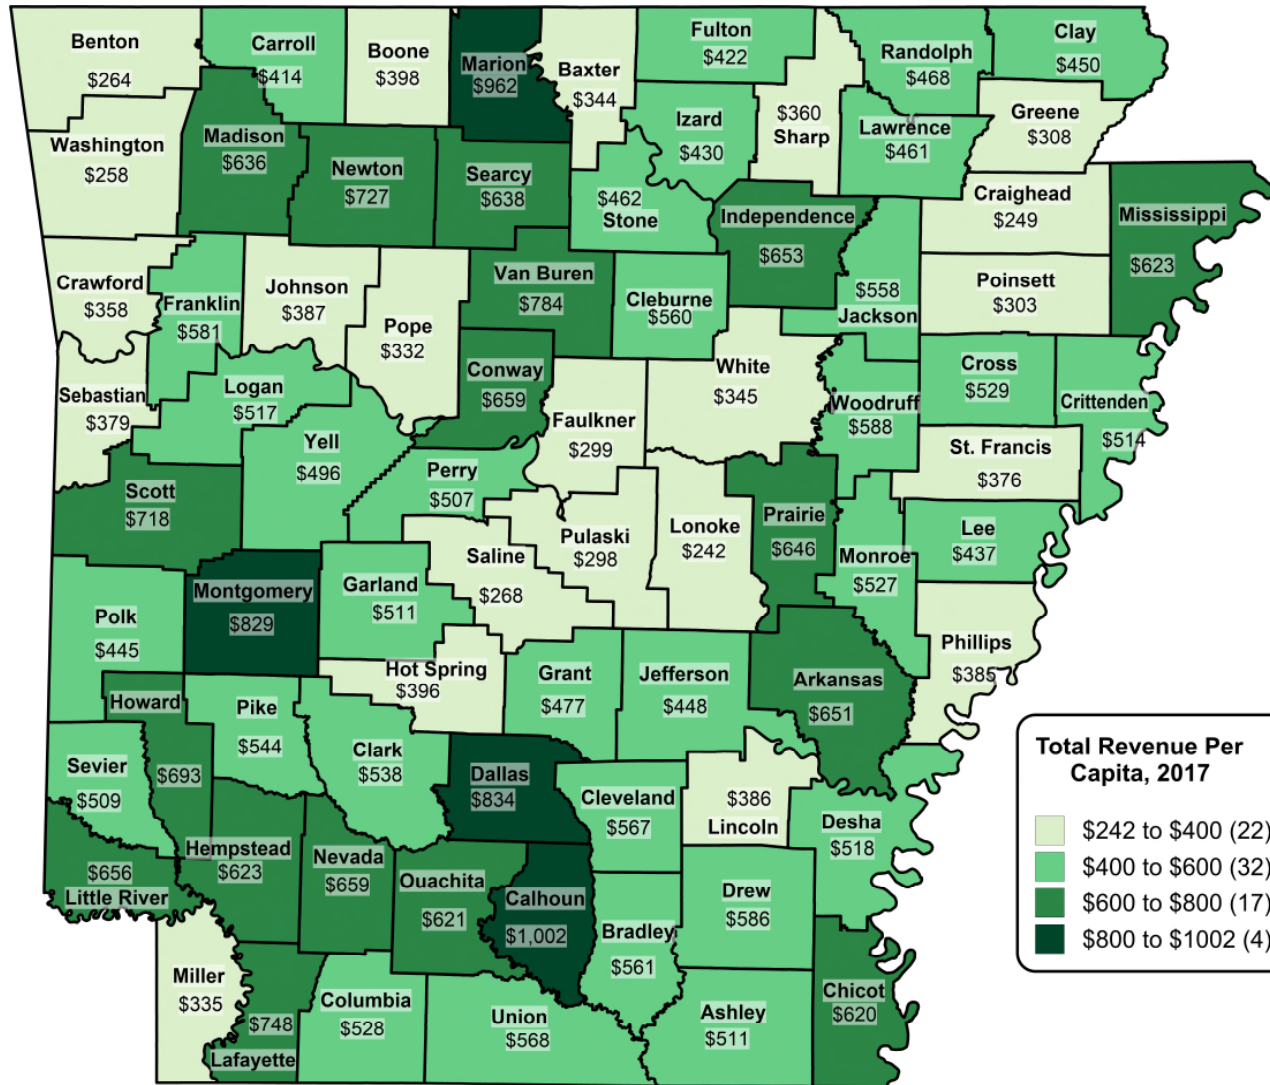 Benton
$264
Carroll
$414
Boone
$398
Marion
$962
Baxter
$344
Fulton
$422
Randolph
$468
Clay
$450
Washington
$258
Madison
$636
Newton
$727
Searcy
$638
Izard
$430
$360
Sharp
Lawrence
$461
Greene
$308
$462
Stone
Independence
$653
Craighead
$249
Mississippi
$623
Crawford
$358
Franklin
$581
Johnson
$387
Pope
$332
Van Buren
$784
Cleburne
$560
$558
Jackson
Poinsett
$303
Sebastian
$379
Logan
$517
Conway
$659
White
$345
Woodruff
$588
Cross
$529
Crittenden
$514
Yell
$496
Faulkner
$299
St. Francis
$376
Scott
$718
Perry
$507
Pulaski
$298
Lonoke
$242
Prairie
$646
Monroe
$527
Lee
$437
Polk
$445
Montgomery
$829
Garland
$511
Saline
$268
Phillips
$385
Hot Spring
$396
Grant
$477
Jefferson
$448
Arkansas
$651
Howard
$693
Pike
$544
Clark
$538
Sevier
$509
Dallas
$834
Cleveland
$567
$386
Lincoln
Desha
$518
$656
Little River
Hempstead
$623
Nevada
$659
Ouachita
$621
Calhoun
$1,002
Bradley
$561
Drew
$586
Miller
$335
$748
Lafayette
Columbia
$528
Union
$568
Ashley
$511
Chicot
$620
Total Revenue Per
Capita, 2017
$242 to $400 (22)
$400 to $600 (32)
$600 to $800 (17)
$800 to $1002 (4)